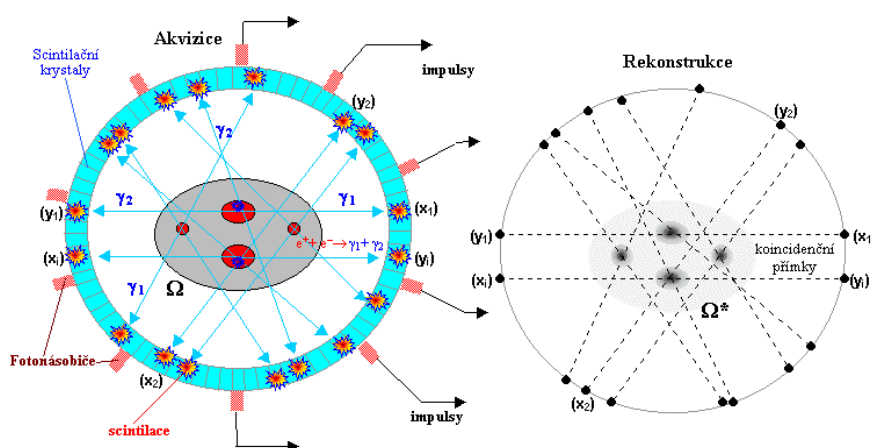 Akvizice
Scintilační
krystaly
impulsy
γ₂
(y₂)
(y₁)
γ₂
γ₁
(x₁)
e⁺+ e⁻→γ₁+ γ₂
(xᵢ)
(yᵢ)
γ₁
Ω
Fotonásobiče
(x₂)
scintilace
impulsy
Rekonstrukce
(y₂)
(y₁)
(x₁
koincidenční
přímky
(xᵢ)
(yᵢ)
Ω*
(x₂)